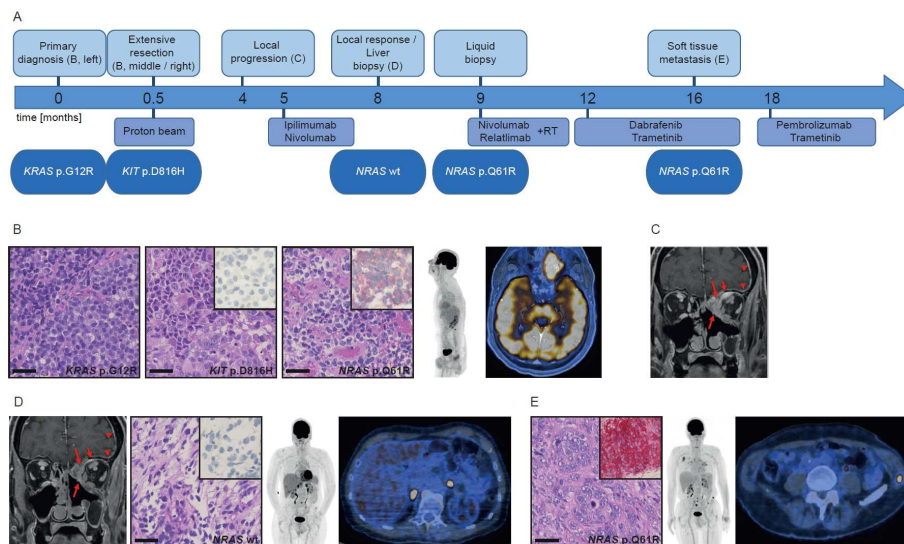 A
Primary
diagnosis (B, left)
Extensive
resection
(B, middle / right)
Local
progression (C)
Local response /
Liver
biopsy (D)
Liquid
biopsy
Soft tissue
metastasis (E)
0 0.5 4 5 8 9 12 16 18
time [months]
Proton beam
Ipilimumab
Nivolumab
Nivolumab
Relatlimab +RT
Dabrafenib
Trametinib
Pembrolizumab
Trametinib
KRAS p.G12R
KIT p.D816H
NRAS wt
NRAS p.Q61R
NRAS p.Q61R
B
KRAS p.G12R
KIT p.D816H
NRAS p.Q61R
C
D
NRAS wt
E
NRAS p.Q61R